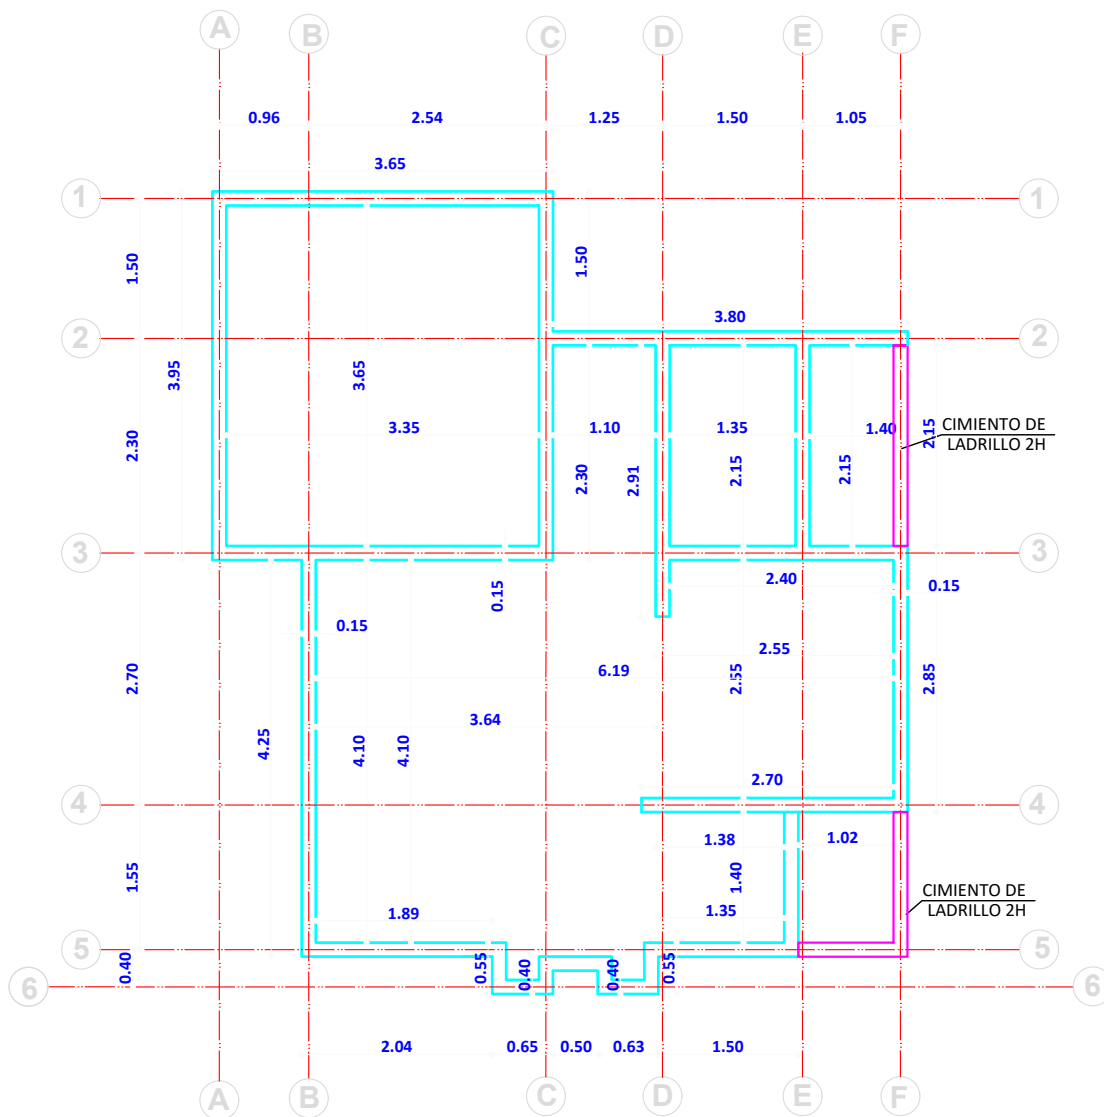 A B C D E F
0.96 2.54 1.25 1.50 1.05
3.65
1 1
1.50 1.50
3.80
2 2
3.95 3.65
2.30 3.35 1.10 1.35 1.40 2.15 CIMIENTO DE
LADRILLO 2H
2.30 2.91 2.15 2.15
3 3
2.40 0.15
0.15
0.15
2.55
2.70 6.19 2.55 2.85
3.64
4.25 4.10 4.10
2.70
4 4
1.38 1.02
1.55 1.40 CIMIENTO DE
LADRILLO 2H
1.89 1.35
5 5
0.40 0.55 0.40 0.40 0.55
6 6
2.04 0.65 0.50 0.63 1.50
A B C D E F